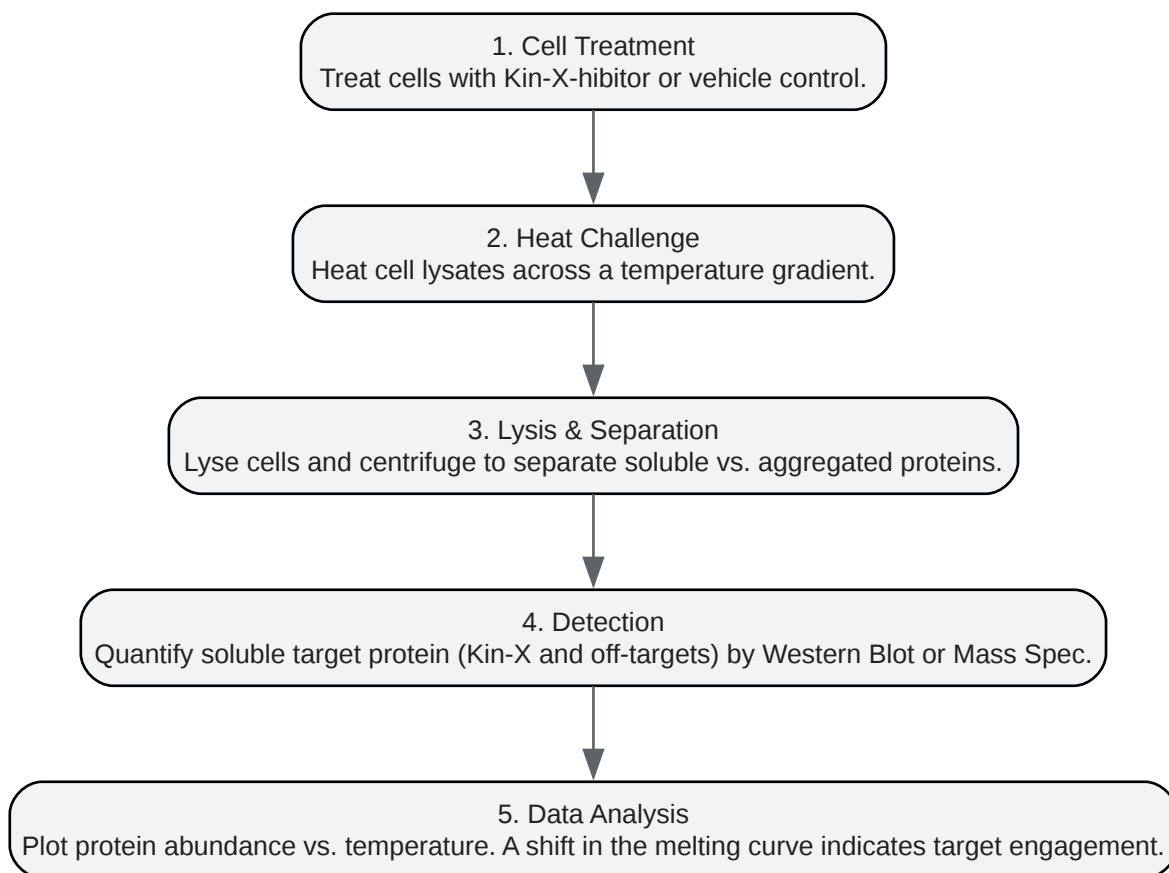 1. Cell Treatment
Treat cells with Kin-X-hibitor or vehicle control.
2. Heat Challenge
Heat cell lysates across a temperature gradient.
3. Lysis & Separation
Lyse cells and centrifuge to separate soluble vs. aggregated proteins.
4. Detection
Quantify soluble target protein (Kin-X and off-targets) by Western Blot or Mass Spec.
5. Data Analysis
Plot protein abundance vs. temperature. A shift in the melting curve indicates target engagement.